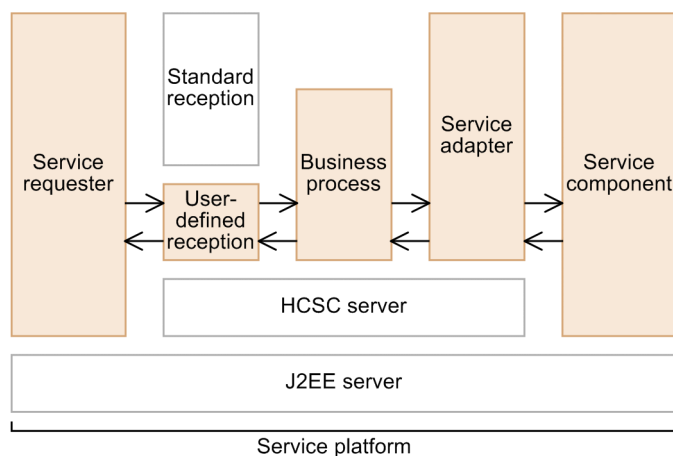 Standard
reception
Service
adapter
Service
requester
Business
process
Service
component
User-
defined
reception
HCSC server
J2EE server
Service platform